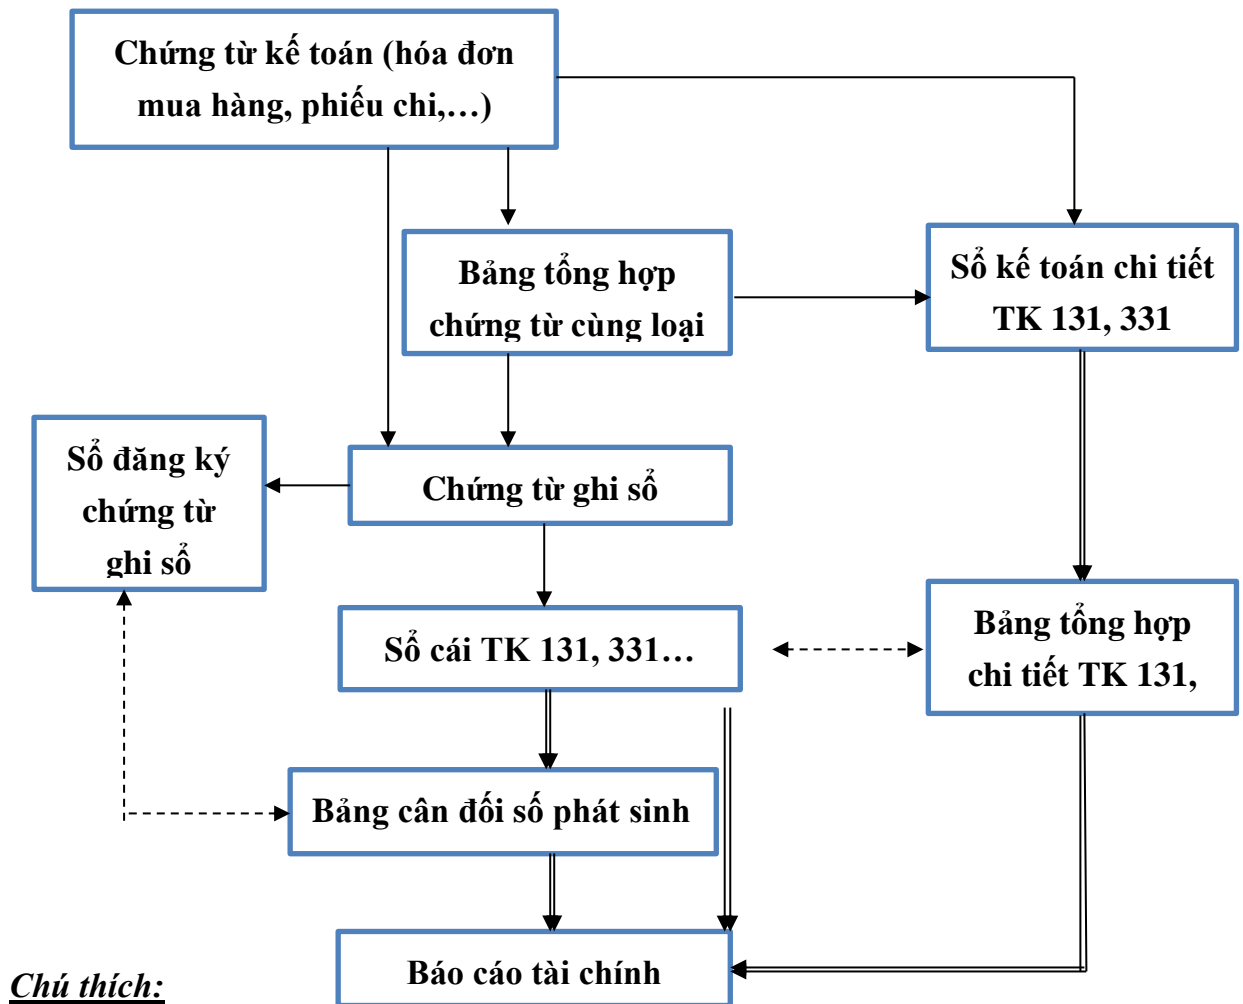 Chứng từ kế toán (hóa đơn
mua hàng, phiếu chi,…)
Bảng tổng hợp
chứng từ cùng loại
Sổ kế toán chi tiết
TK 131, 331
Sổ đăng ký
chứng từ
ghi sổ
Chứng từ ghi sổ
Sổ cái TK 131, 331…
Bảng tổng hợp
chi tiết TK 131,
Bảng cân đối số phát sinh
Báo cáo tài chính
Chú thích: